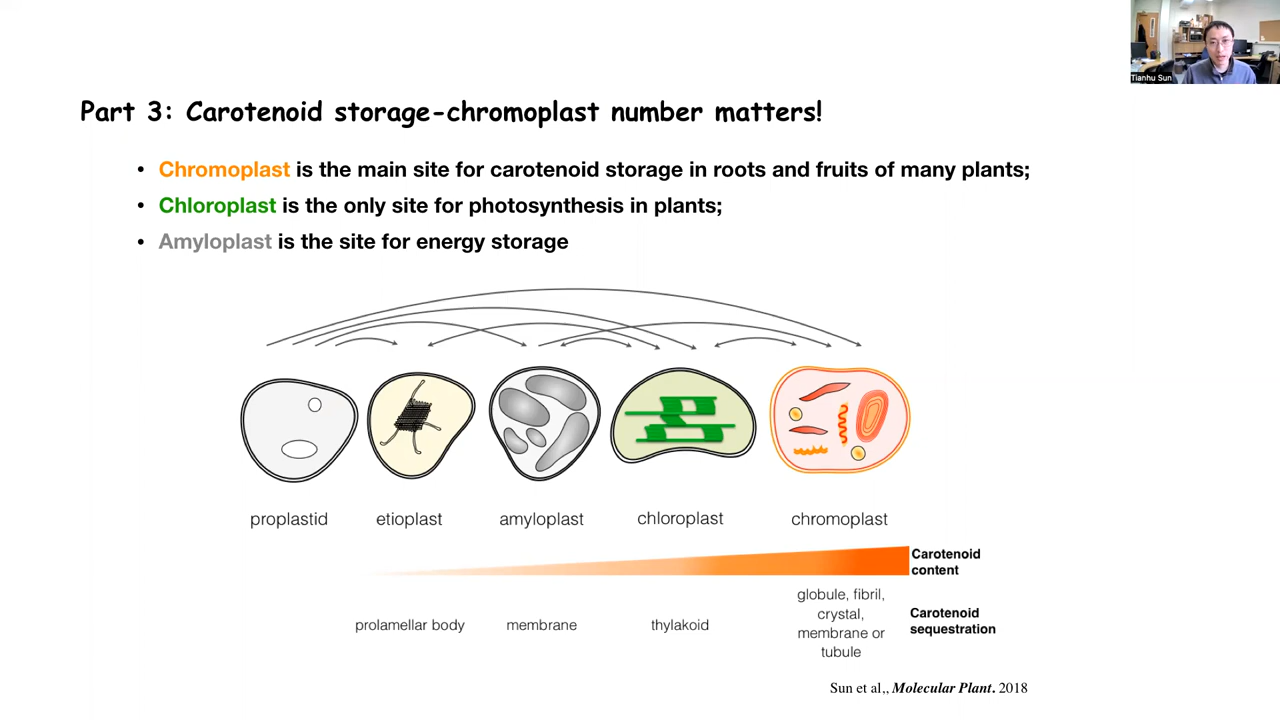 Tianhu Sun
Part 3: Carotenoid storage-chromoplast number matters!
• Chromoplast is the main site for carotenoid storage in roots and fruits of many plants;
• Chloroplast is the only site for photosynthesis in plants;
• Amyloplast is the site for energy storage
proplastid
etioplast
amyloplast
chloroplast
chromoplast
Carotenoid
content
prolamellar body
membrane
thylakoid
globule, fibril,
crystal,
membrane or
tubule
Carotenoid
sequestration
Sun et al,, Molecular Plant. 2018